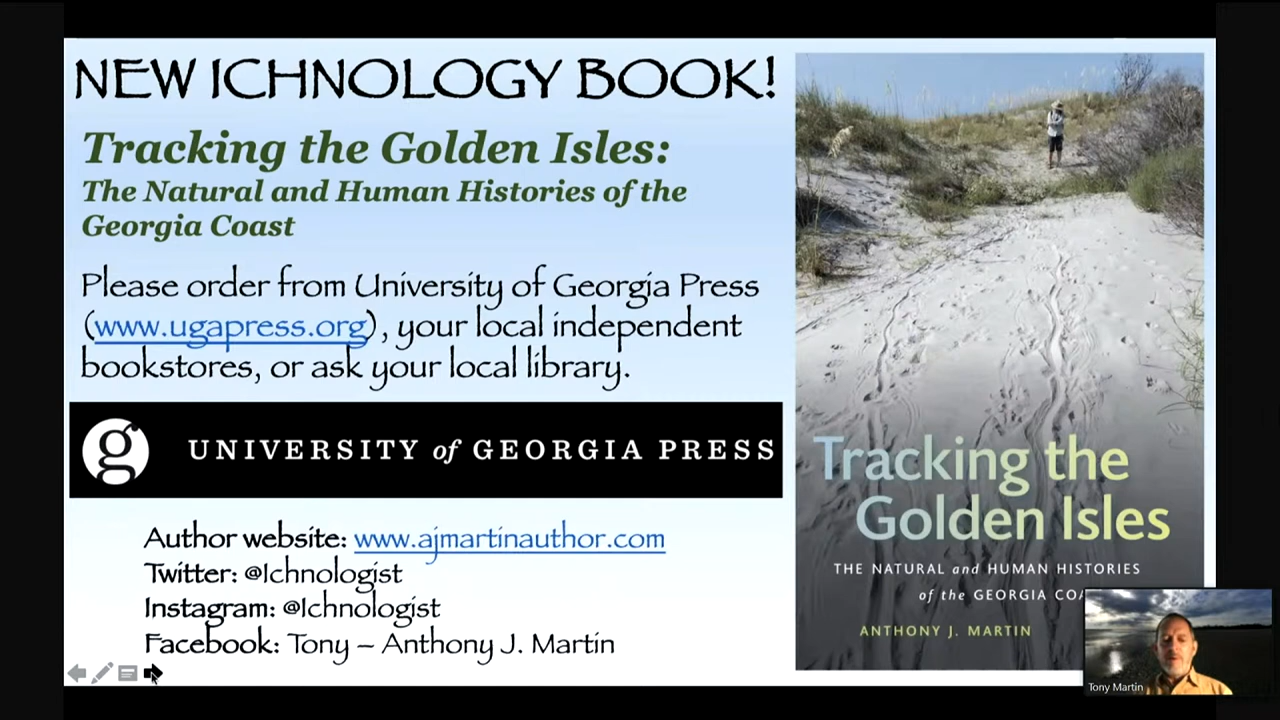 NEW ICHNOLOGY BOOK!
Tracking the Golden Isles:
The Natural and Human Histories of the
Georgia Coast
Please order from University of Georgia Press
(www.ugapress.org), your local independent
bookstores, or ask your local library.
g UNIVERSITY of GEORGIA PRESS
Author website: www.ajmartinauthor.com
Twitter: @Ichnologist
Instagram: @Ichnologist
Facebook: Tony – Anthony J. Martin
Tracking the
Golden Isles
THE NATURAL and HUMAN HISTORIES
of the GEORGIA
ANTHONY J. MARTIN
Tony Martin